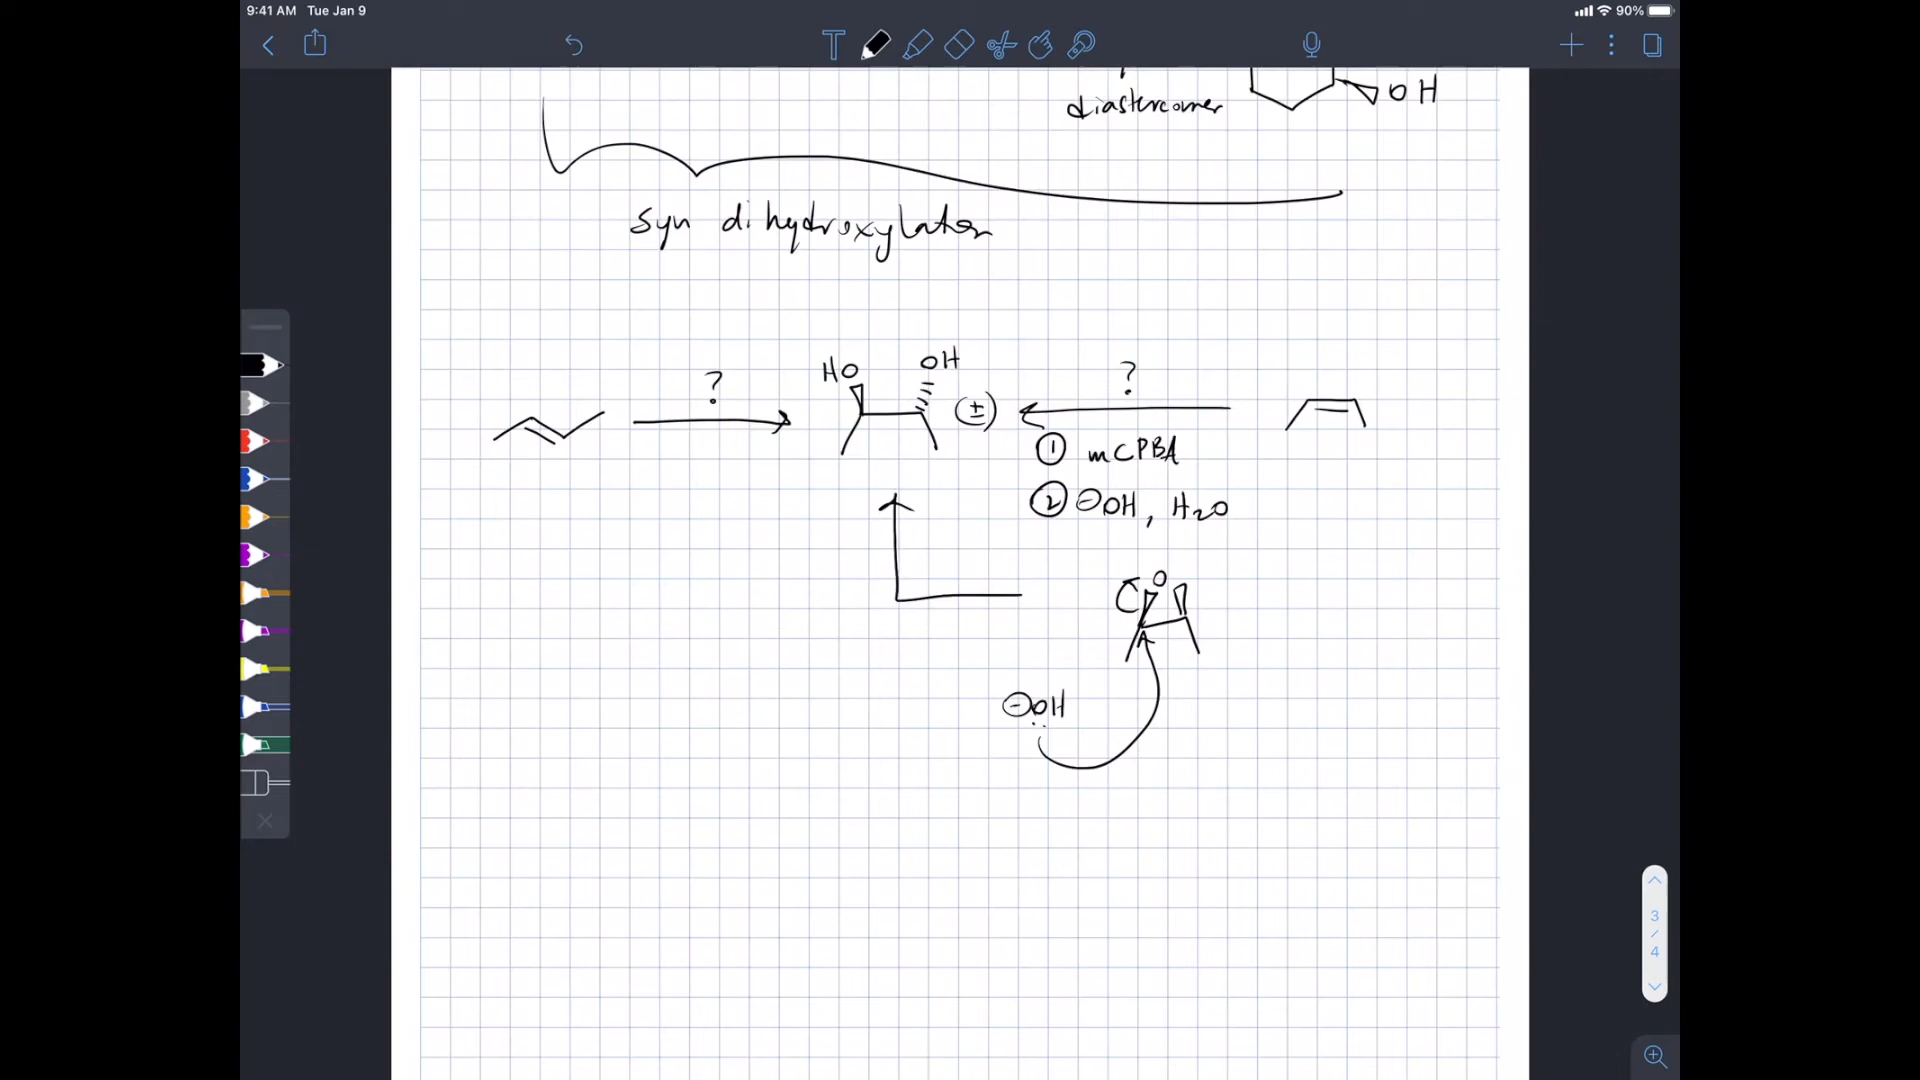 9:41 AM Tue Jan 9
90%
OH
diastereomer
syn dihydroxylation
HO
OH
?
(±)
?
① mCPBA
② ⊖OH, H2O
O
⊖OH
3
/
4